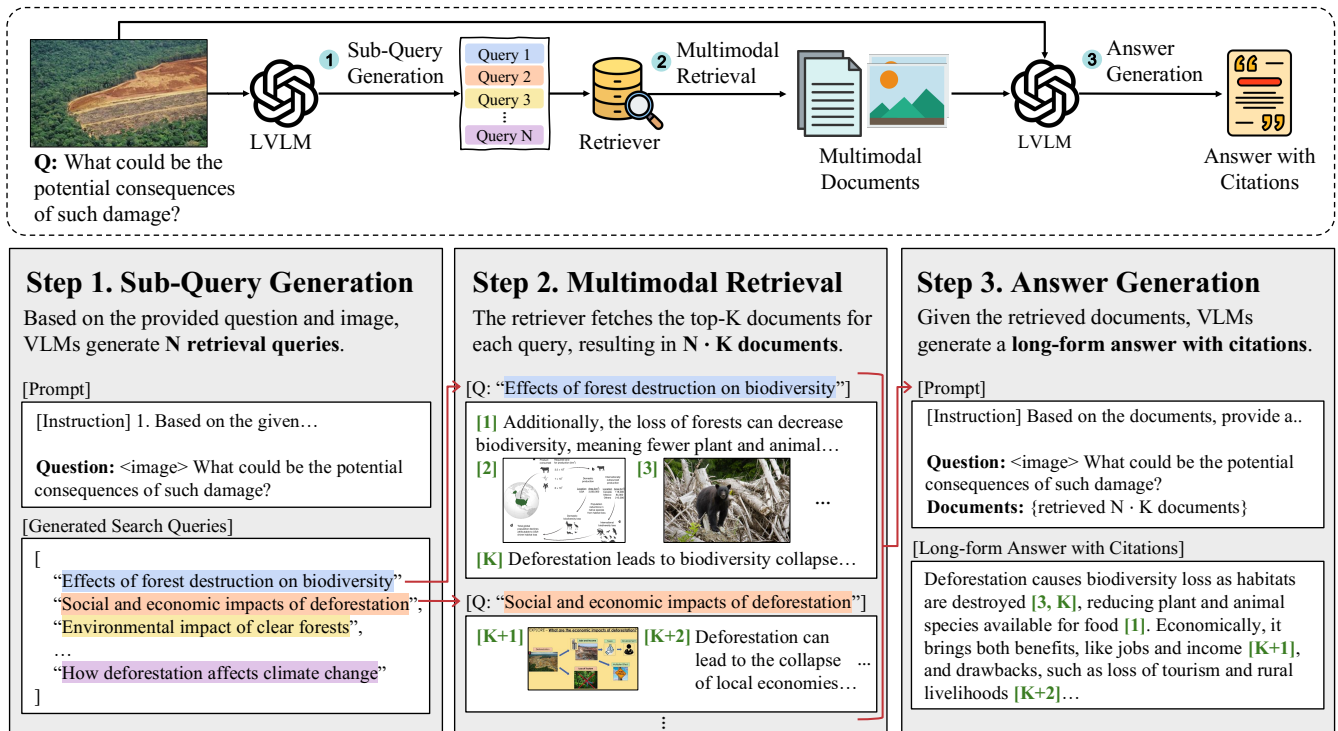 1 Sub-Query
Generation
Query 1
Query 2
Query 3
Query N
2 Multimodal
Retrieval
3 Answer
Generation
LVLM
Retriever
Multimodal
Documents
LVLM
Answer with
Citations
Q: What could be the
potential consequences
of such damage?
Step 1. Sub-Query Generation
Based on the provided question and image,
VLMs generate N retrieval queries.
[Prompt]
[Instruction] 1. Based on the given…
Question: <image> What could be the potential
consequences of such damage?
[Generated Search Queries]
[
“Effects of forest destruction on biodiversity”
“Social and economic impacts of deforestation”,
“Environmental impact of clear forests”,
…
“How deforestation affects climate change”
]
Step 2. Multimodal Retrieval
The retriever fetches the top-K documents for
each query, resulting in N · K documents.
[Q: “Effects of forest destruction on biodiversity”]
[1] Additionally, the loss of forests can decrease
biodiversity, meaning fewer plant and animal…
[2]
[3]
...
[K] Deforestation leads to biodiversity collapse…
[Q: “Social and economic impacts of deforestation”]
[K+1]
[K+2] Deforestation can
lead to the collapse
of local economies…
...
Step 3. Answer Generation
Given the retrieved documents, VLMs
generate a long-form answer with citations.
[Prompt]
[Instruction] Based on the documents, provide a..
Question: <image> What could be the potential
consequences of such damage?
Documents: {retrieved N · K documents}
[Long-form Answer with Citations]
Deforestation causes biodiversity loss as habitats
are destroyed [3, K], reducing plant and animal
species available for food [1]. Economically, it
brings both benefits, like jobs and income [K+1],
and drawbacks, such as loss of tourism and rural
livelihoods [K+2]…